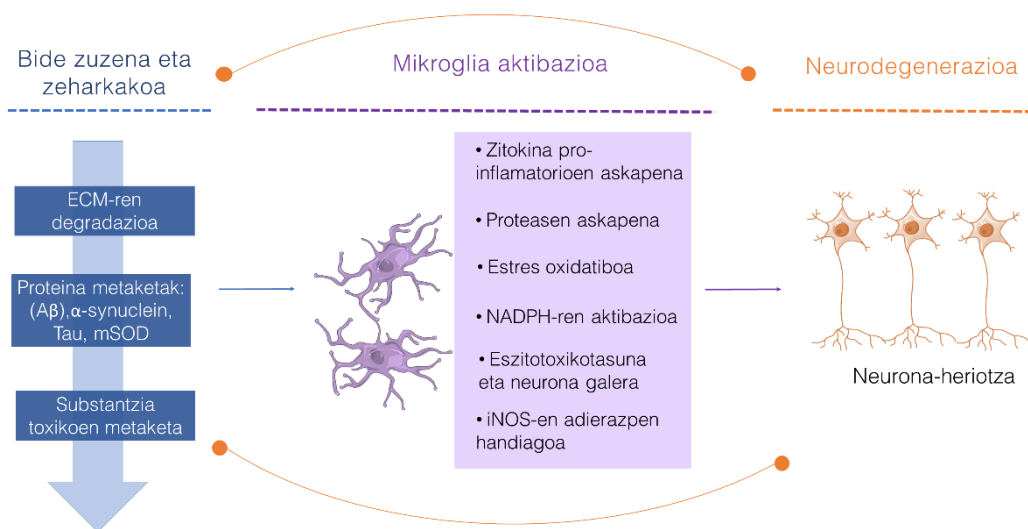 Bide zuzena eta
zeharkakoa
ECM-ren
degradazioa
Proteina metaketak:
(Aβ),α-synuclein,
Tau, mSOD
Substantzia
toxikoen metaketa
Mikroglia aktibazioa
• Zitokina pro-
inflamatorioen askapena
• Proteasen askapena
• Estres oxidatiboa
• NADPH-ren aktibazioa
• Eszitotoxikotasuna
eta neurona galera
• iNOS-en adierazpen
handiagoa
Neurodegenerazioa
Neurona-heriotza